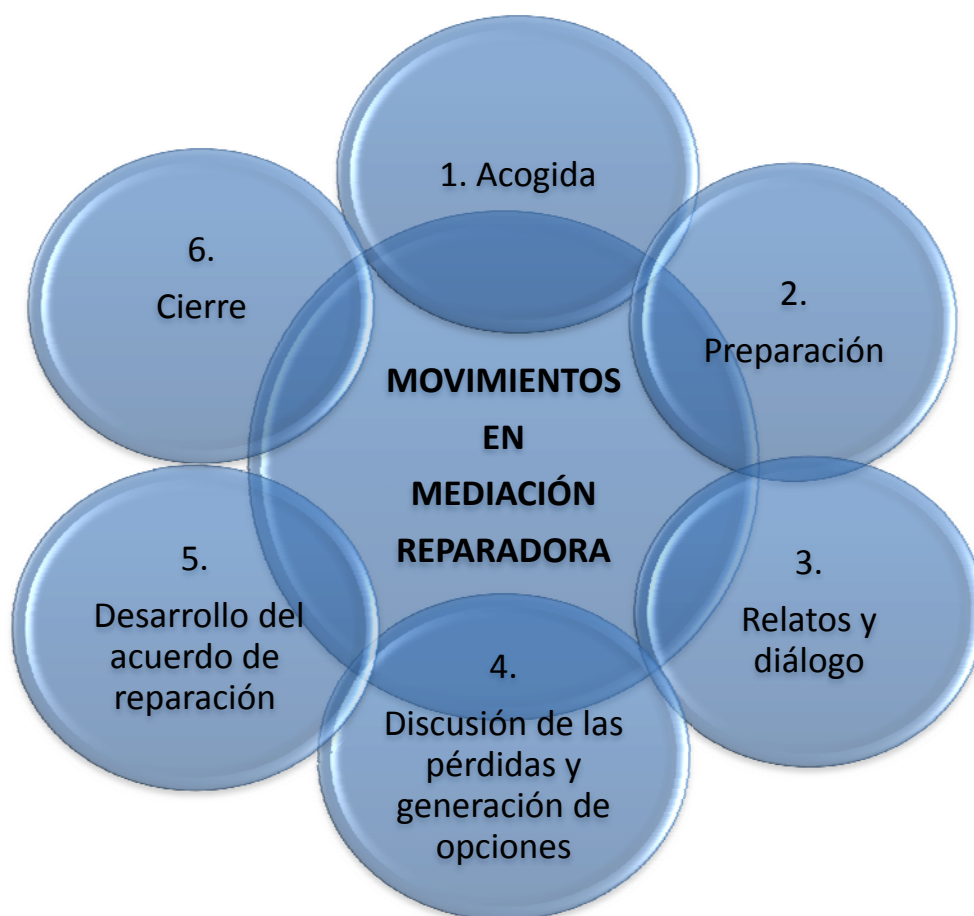 1. Acogida
2.
Preparación
3.
Relatos y
diálogo
4.
Discusión de las
pérdidas y
generación de
opciones
5.
Desarrollo del
acuerdo de
reparación
6.
Cierre
MOVIMIENTOS
EN
MEDIACIÓN
REPARADORA